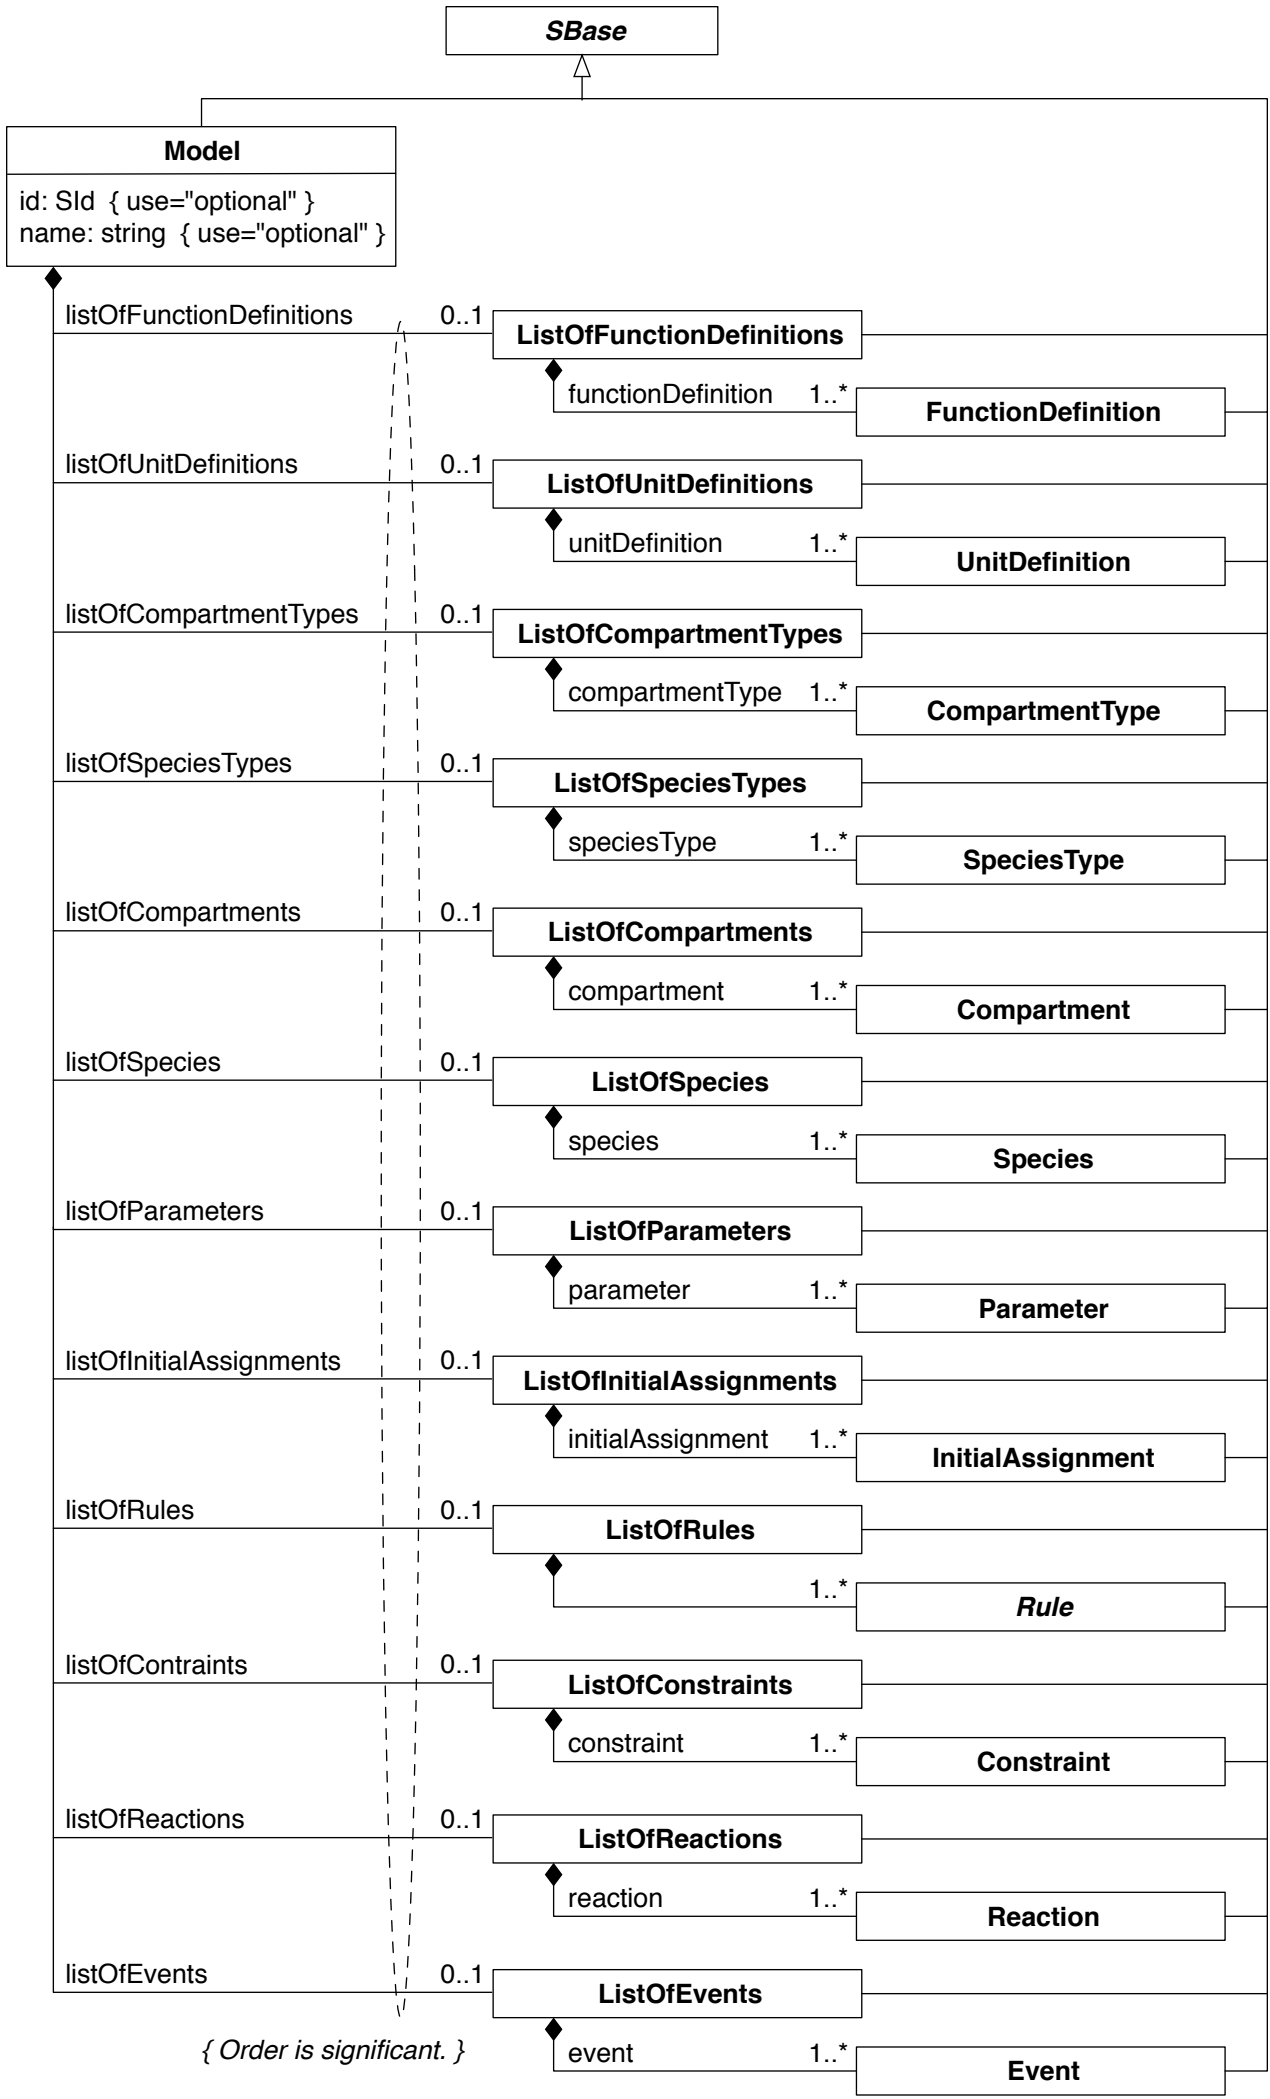 SBase
Model
id: SId { use="optional" }
name: string { use="optional" }
listOfFunctionDefinitions 0..1 ListOfFunctionDefinitions
functionDefinition 1..* FunctionDefinition
listOfUnitDefinitions 0..1 ListOfUnitDefinitions
unitDefinition 1..* UnitDefinition
listOfCompartmentTypes 0..1 ListOfCompartmentTypes
compartmentType 1..* CompartmentType
listOfSpeciesTypes 0..1 ListOfSpeciesTypes
speciesType 1..* SpeciesType
listOfCompartments 0..1 ListOfCompartments
compartment 1..* Compartment
listOfSpecies 0..1 ListOfSpecies
species 1..* Species
listOfParameters 0..1 ListOfParameters
parameter 1..* Parameter
listOfInitialAssignments 0..1 ListOfInitialAssignments
initialAssignment 1..* InitialAssignment
listOfRules 0..1 ListOfRules
1..* Rule
listOfContraints 0..1 ListOfConstraints
constraint 1..* Constraint
listOfReactions 0..1 ListOfReactions
reaction 1..* Reaction
listOfEvents 0..1 ListOfEvents
{ Order is significant. } event 1..* Event